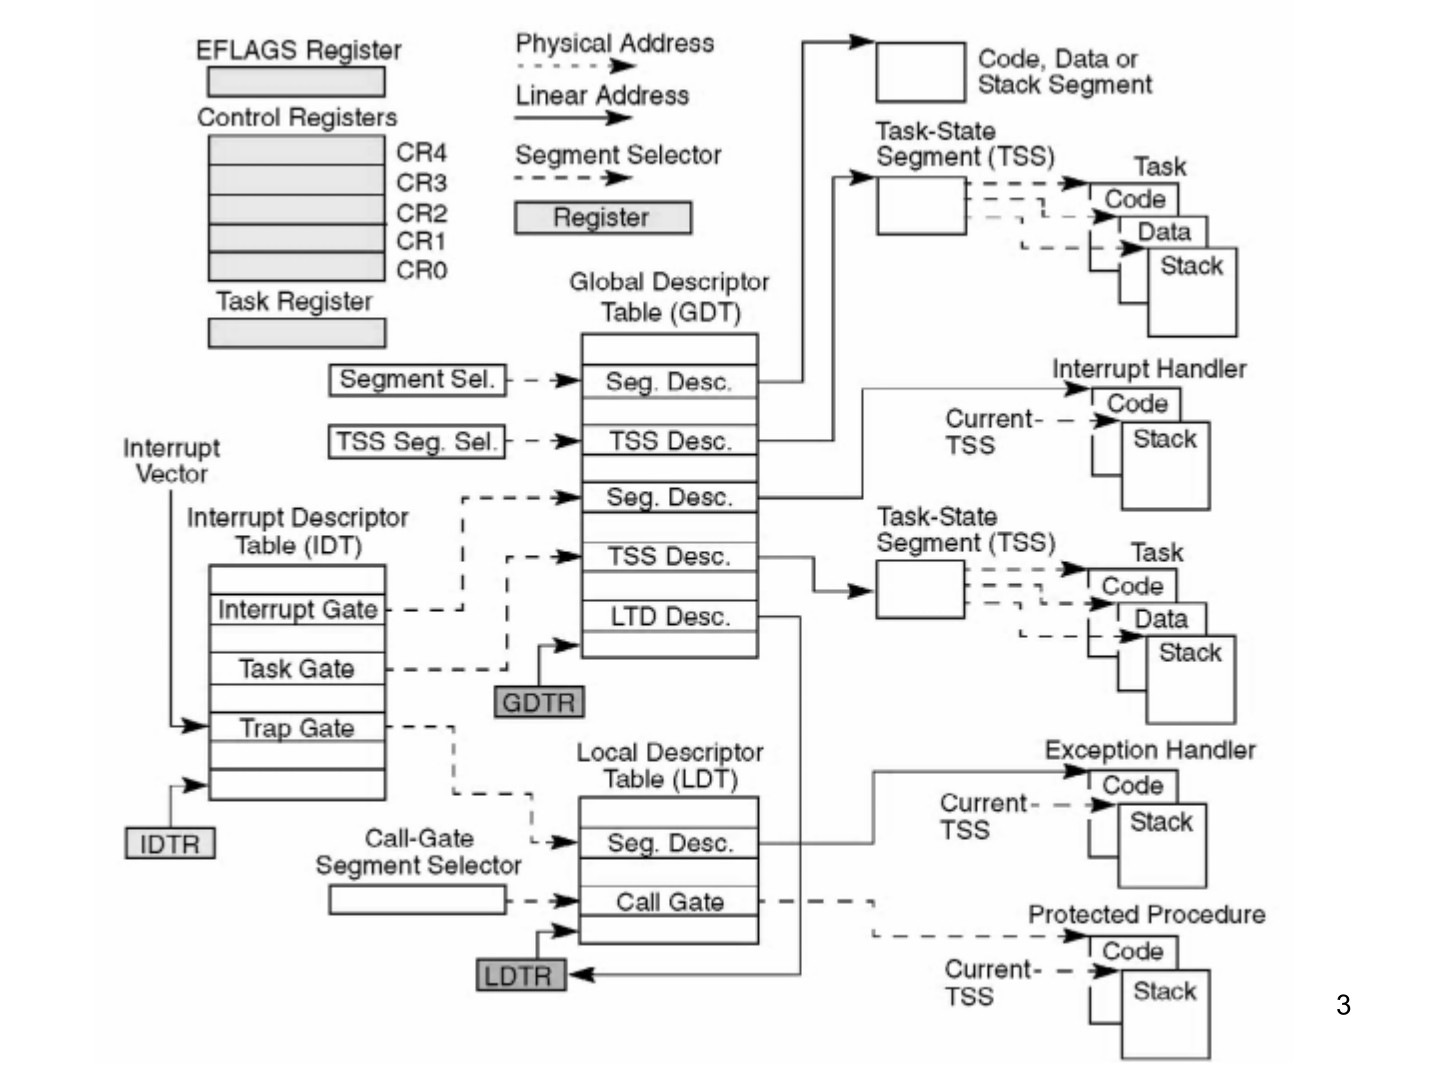 EFLAGS Register
Control Registers
CR4
CR3
CR2
CR1
CR0
Task Register
Physical Address
Linear Address
Segment Selector
Register
Code, Data or
Stack Segment
Task-State
Segment (TSS)
Task
Code
Data
Stack
Global Descriptor
Table (GDT)
Segment Sel.
Seg. Desc.
TSS Seg. Sel.
TSS Desc.
Seg. Desc.
TSS Desc.
LTD Desc.
GDTR
Interrupt Handler
Code
Current
TSS
Stack
Interrupt
Vector
Interrupt Descriptor
Table (IDT)
Interrupt Gate
Task Gate
Trap Gate
IDTR
Task-State
Segment (TSS)
Task
Code
Data
Stack
Local Descriptor
Table (LDT)
Seg. Desc.
Call Gate
Call-Gate
Segment Selector
LDTR
Exception Handler
Code
Current
TSS
Stack
Protected Procedure
Code
Current
TSS
Stack
3